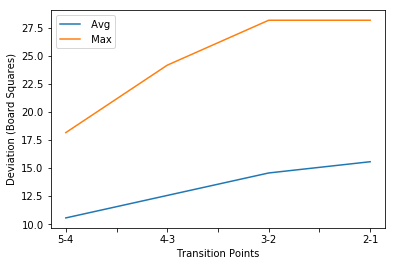 Avg
Max
27.5
25.0
22.5
20.0
17.5
15.0
12.5
10.0
Deviation (Board Squares)
5-4 4-3 3-2 2-1
Transition Points